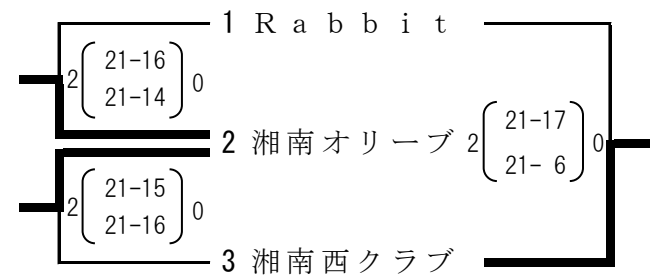 1 Ｒａｂｂｉｔ
2 ( 21-16 21-14 ) 0
2 湘南オリーブ
2 ( 21-17 21- 6 ) 0
2 ( 21-15 21-16 ) 0
3 湘南西クラブ